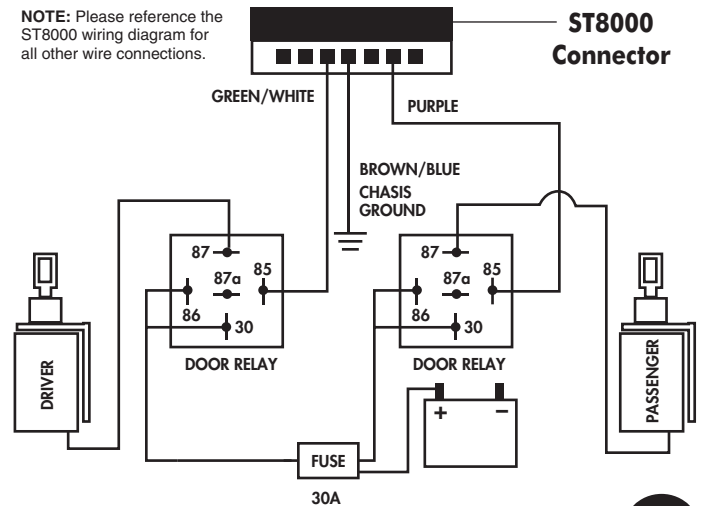 NOTE: Please reference the
ST8000 wiring diagram for
all other wire connections.
ST8000
Connector
GREEN/WHITE
PURPLE
BROWN/BLUE
CHASIS
GROUND
87
87a
85
86
30
DOOR RELAY
87
87a
85
86
30
DOOR RELAY
DRIVER
PASSENGER
+
−
FUSE
30A